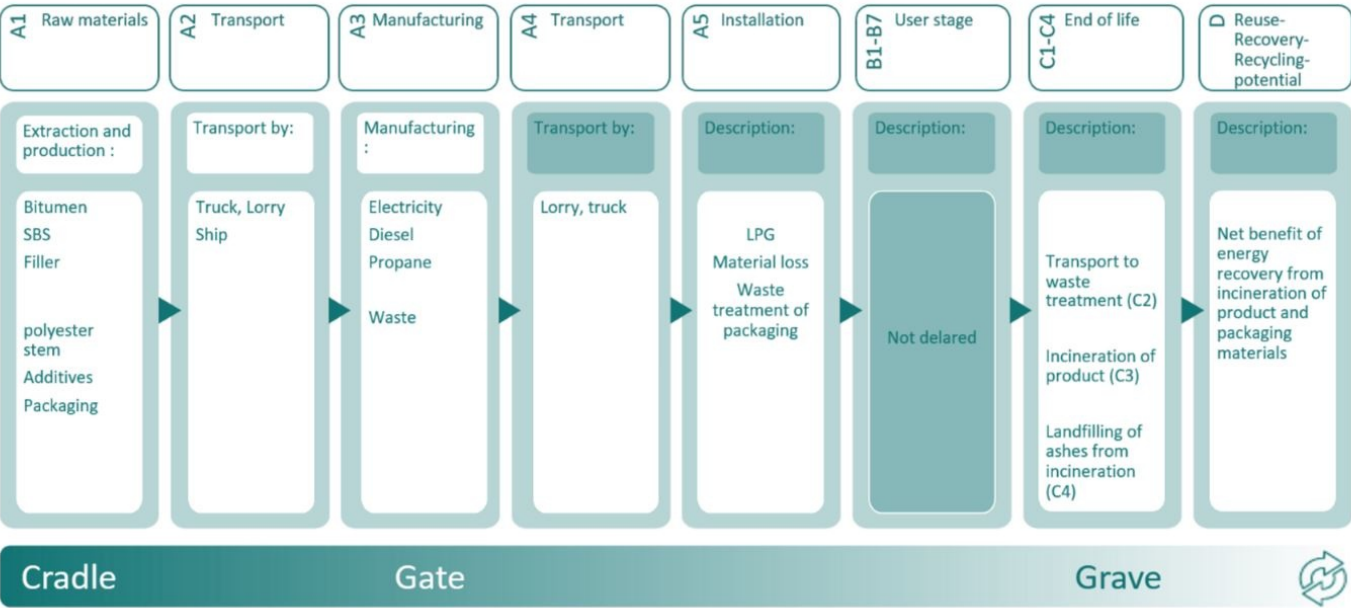 A1 Raw materials
A2 Transport
A3 Manufacturing
A4 Transport
A5 Installation
B1-B7 User stage
C1-C4 End of life
D Reuse-
Recovery-
Recycling-
potential
Extraction and
production :
Bitumen
SBS
Filler
polyester
stem
Additives
Packaging
Transport by:
Truck, Lorry
Ship
Manufacturing
:
Electricity
Diesel
Propane
Waste
Transport by:
Lorry, truck
Description:
LPG
Material loss
Waste
treatment of
packaging
Description:
Not delared
Description:
Transport to
waste
treatment (C2)
Incineration of
product (C3)
Landfilling of
ashes from
incineration
(C4)
Description:
Net benefit of
energy
recovery from
incineration of
product and
packaging
materials
Cradle
Gate
Grave